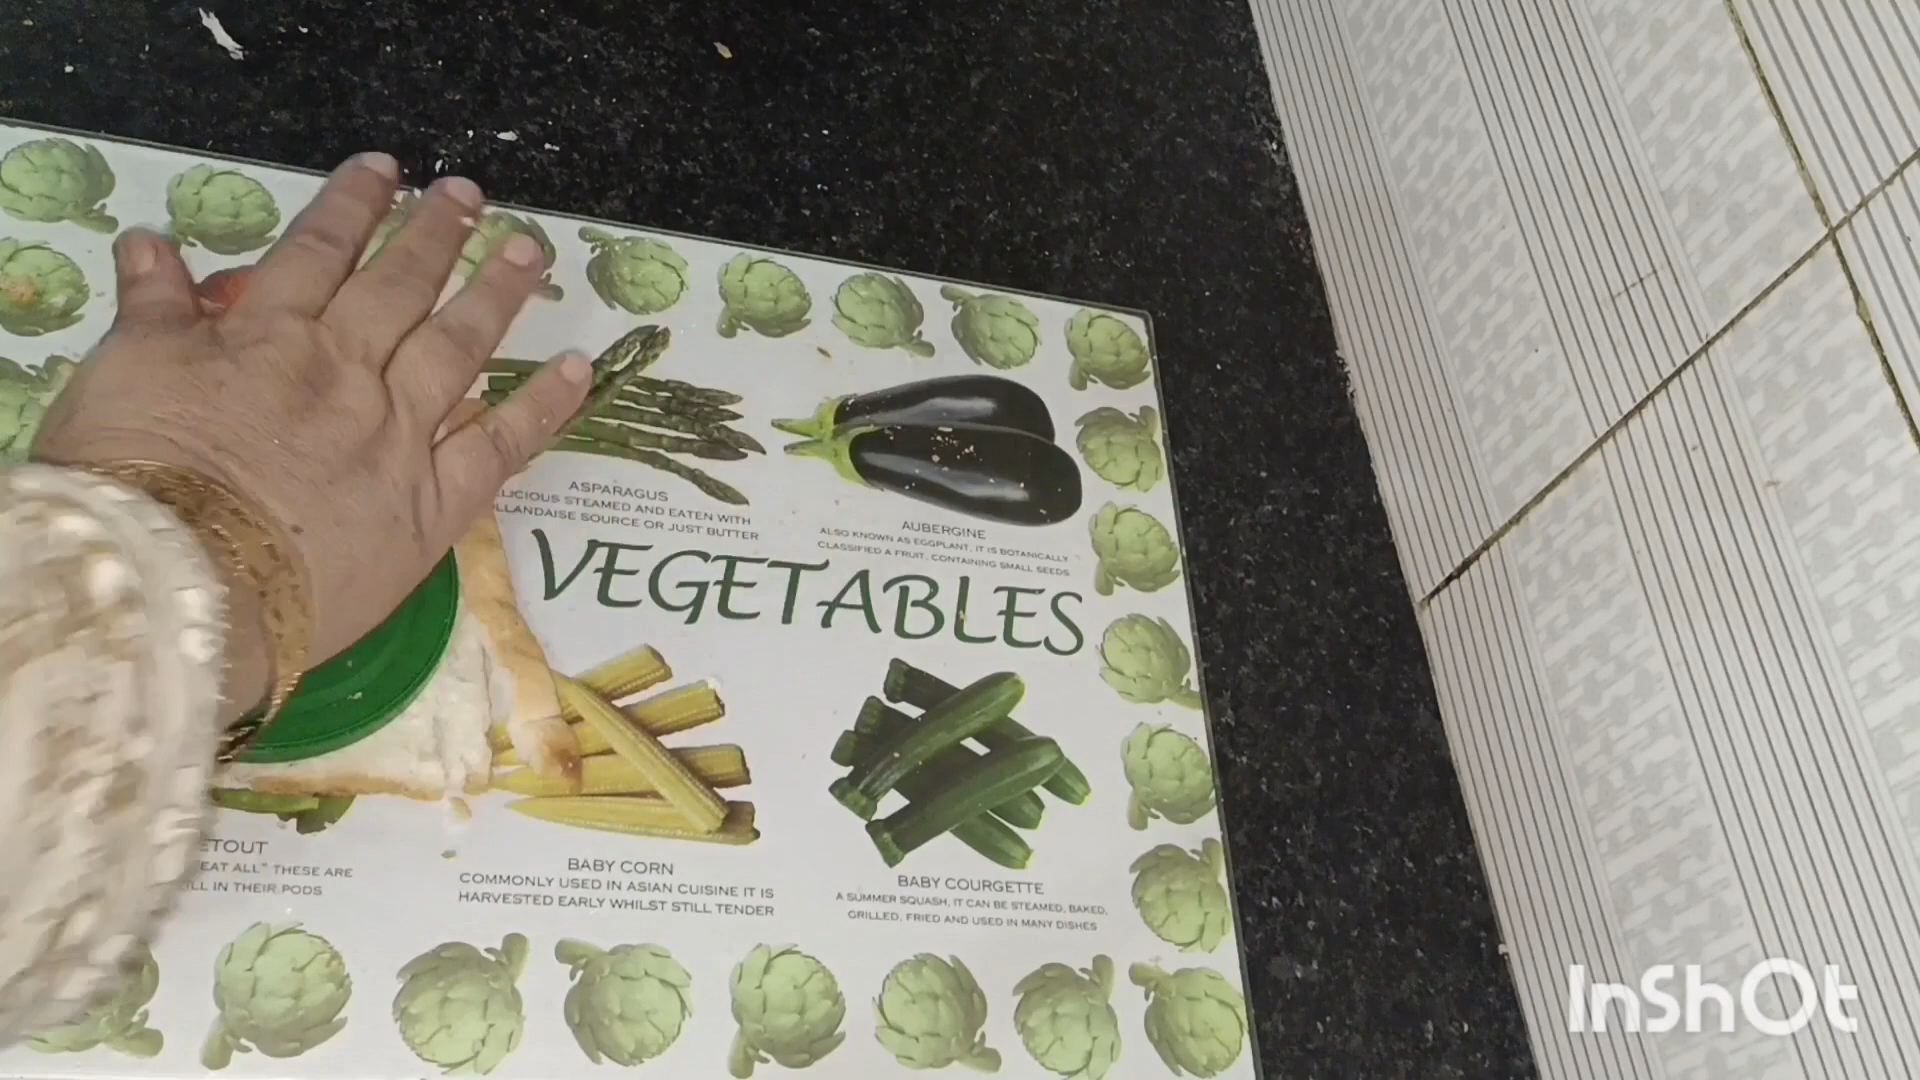 ASPARAGUS
STEAMED AND EATEN WITH
SOURCE OR JUST BUTTER
AUBERGINE
ALSO KNOWN AS EGGPLANT, IT IS BOTANICALLY
CLASSIFIED A FRUIT, CONTAINING SMALL SEEDS
VEGETABLES
ETOUT
EAT ALL" THESE ARE
IN THEIR PODS
BABY CORN
COMMONLY USED IN ASIAN CUISINE IT IS
HARVESTED EARLY WHILST STILL TENDER
BABY COURGETTE
A SUMMER SQUASH, IT CAN BE STEAMED, BAKED,
GRILLED, FRIED AND USED IN MANY DISHES
InShOt